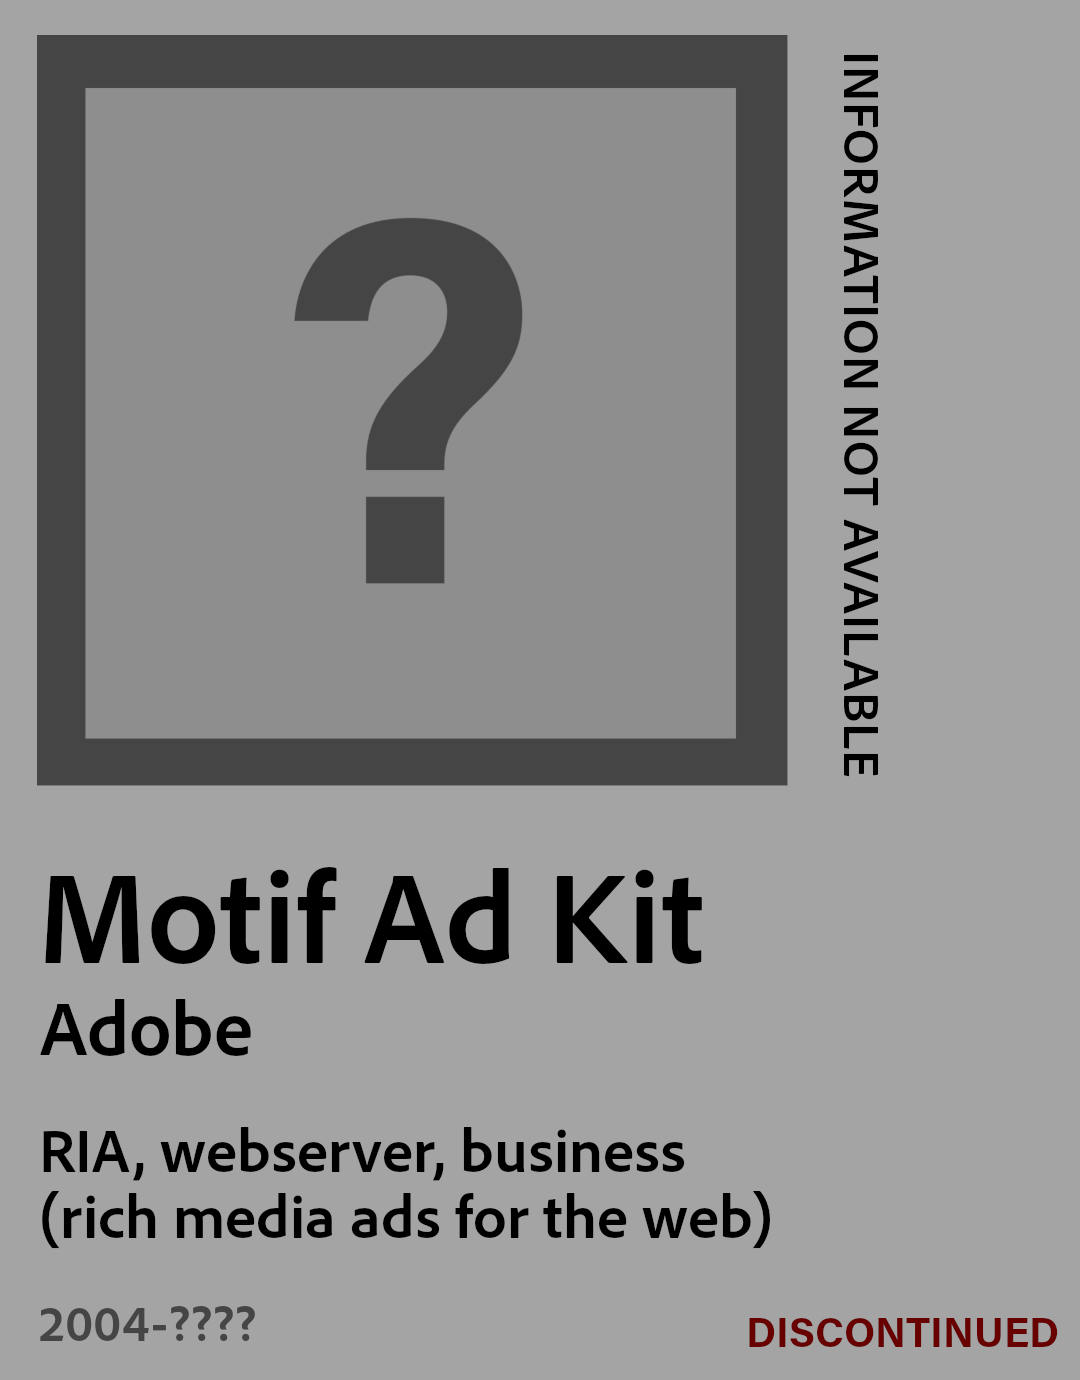 ?
INFORMATION NOT AVAILABLE
Motif Ad Kit
Adobe
RIA, webserver, business
(rich media ads for the web)
2004-????
DISCONTINUED